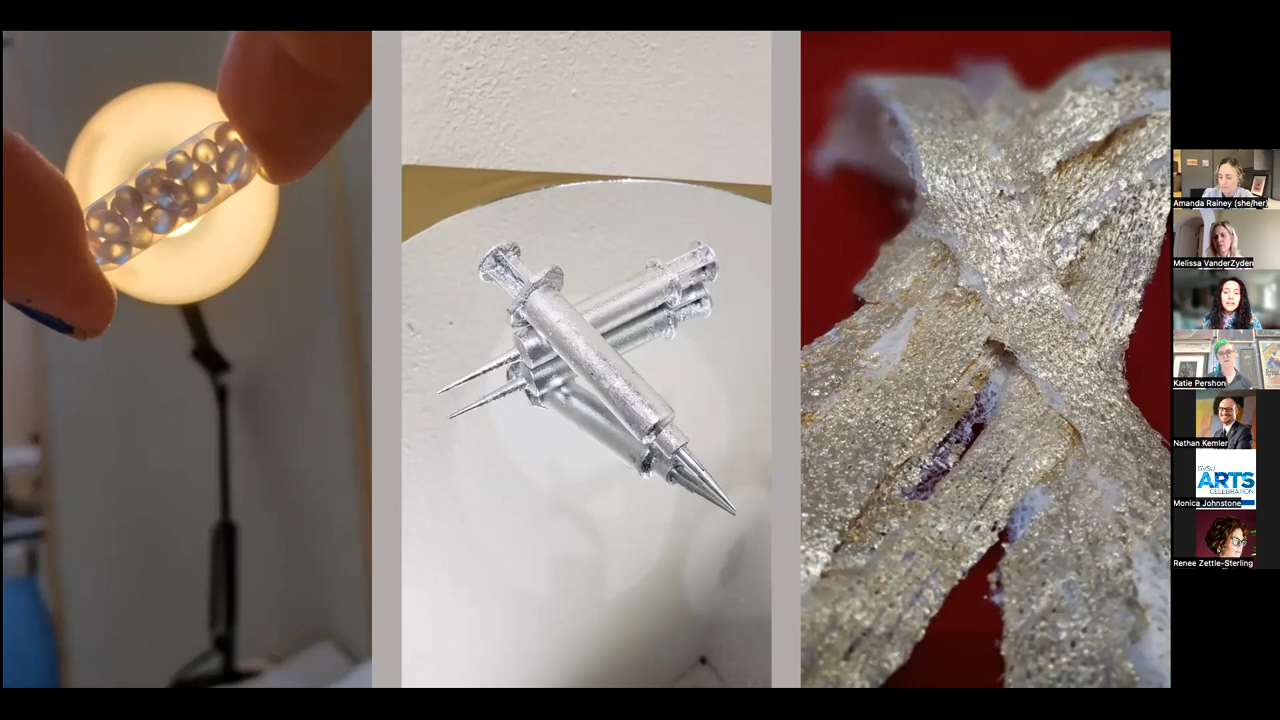 Amanda Rainey (she/her)
Melissa VanderZyden
Katie Pershon
Nathan Kemler
GVSU
ARTS
CELEBRATION
Monica Johnstone
Renee Zettle-Sterling